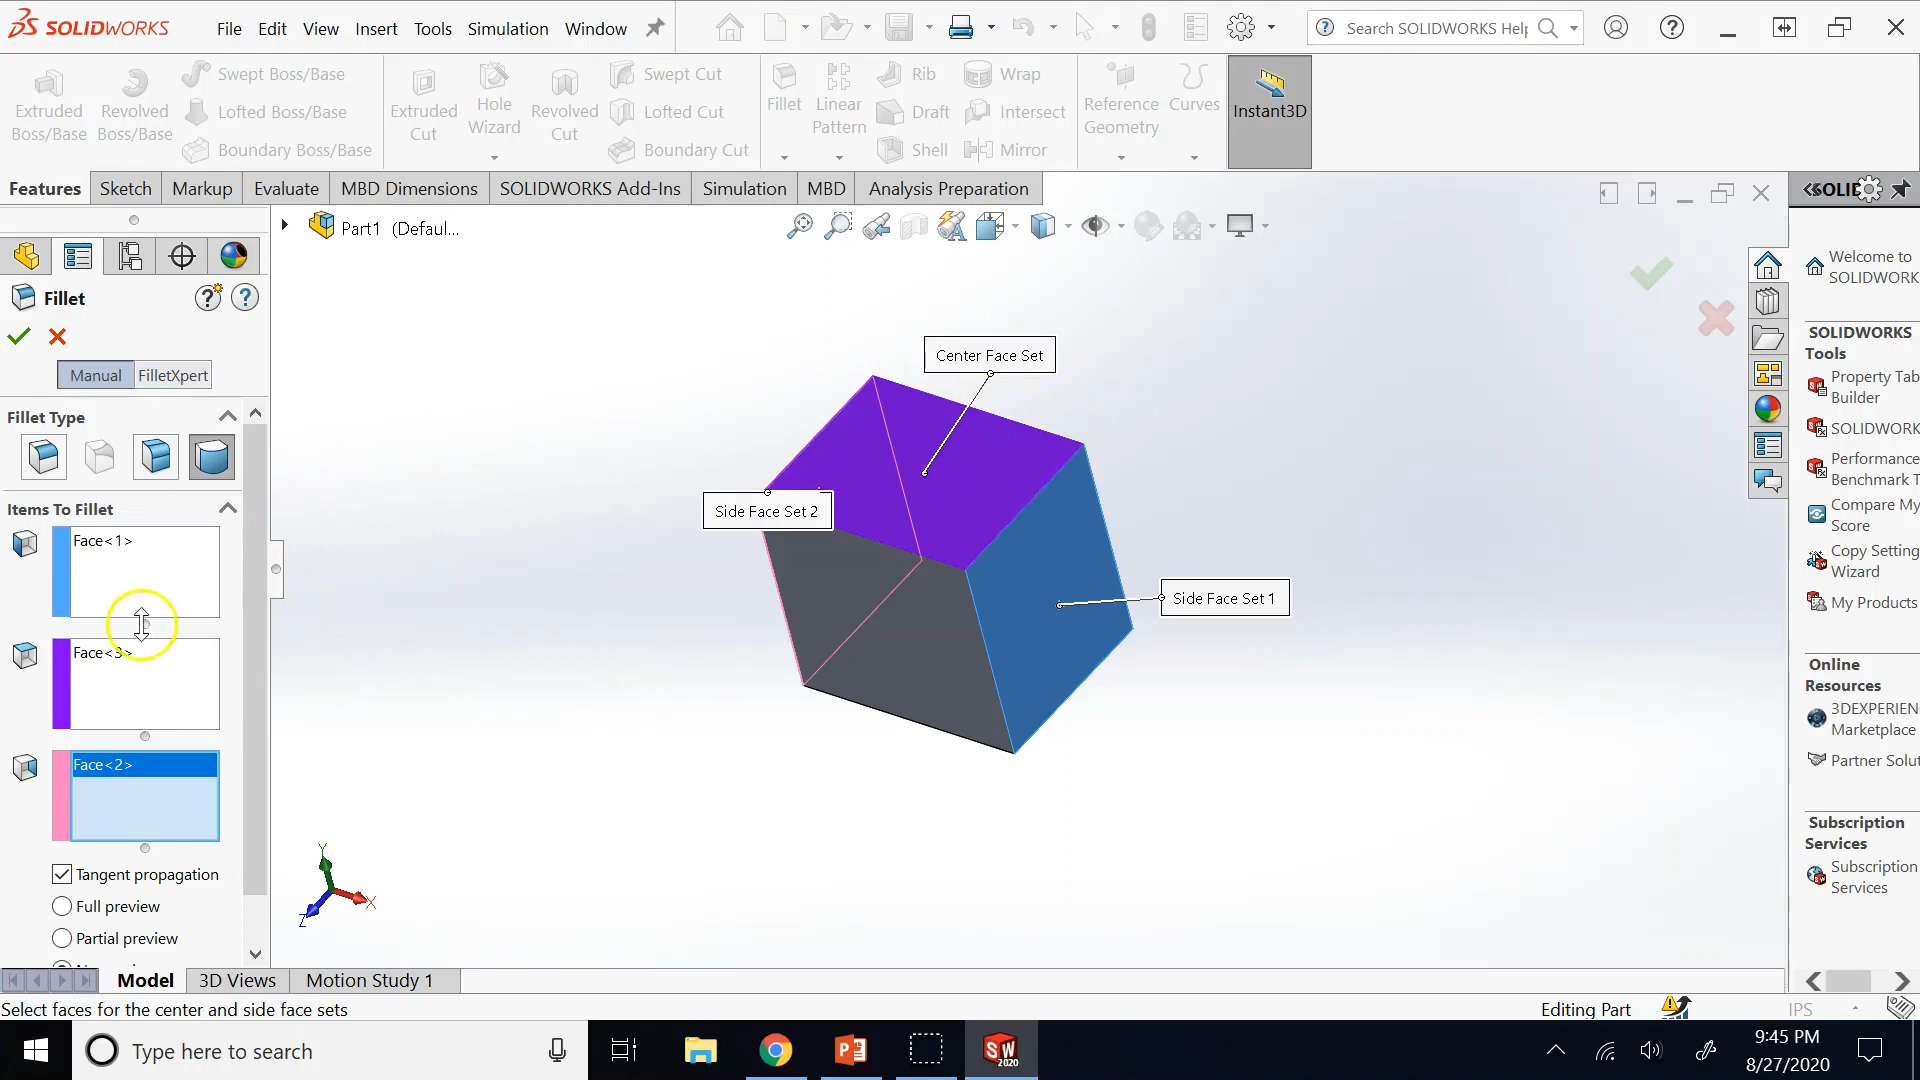 SOLIDWORKS
File Edit View Insert Tools Simulation Window
Search SOLIDWORKS Help
Extruded Boss/Base
Revolved Boss/Base
Swept Boss/Base
Lofted Boss/Base
Boundary Boss/Base
Extruded Cut
Hole Wizard
Revolved Cut
Swept Cut
Lofted Cut
Boundary Cut
Fillet
Linear Pattern
Rib
Draft
Shell
Wrap
Intersect
Mirror
Reference Geometry
Curves
Instant3D
Features Sketch Markup Evaluate MBD Dimensions SOLIDWORKS Add-Ins Simulation MBD Analysis Preparation
Part1 (Defaul...
Fillet
Manual FilletXpert
Fillet Type
Items To Fillet
Face<1>
Face<3>
Face<2>
Tangent propagation
Full preview
Partial preview
Center Face Set
Side Face Set 2
Side Face Set 1
Y
X
Z
Welcome to
SOLIDWORKS
SOLIDWORKS
Tools
Property Tab
Builder
SOLIDWORK
Performance
Benchmark T
Compare My
Score
Copy Setting
Wizard
My Products
Online
Resources
3DEXPERIEN
Marketplace
Partner Solu
Subscription
Services
Subscription
Services
Model 3D Views Motion Study 1
Select faces for the center and side face sets
Editing Part
IPS
Type here to search
SW
2020
9:45 PM
8/27/2020